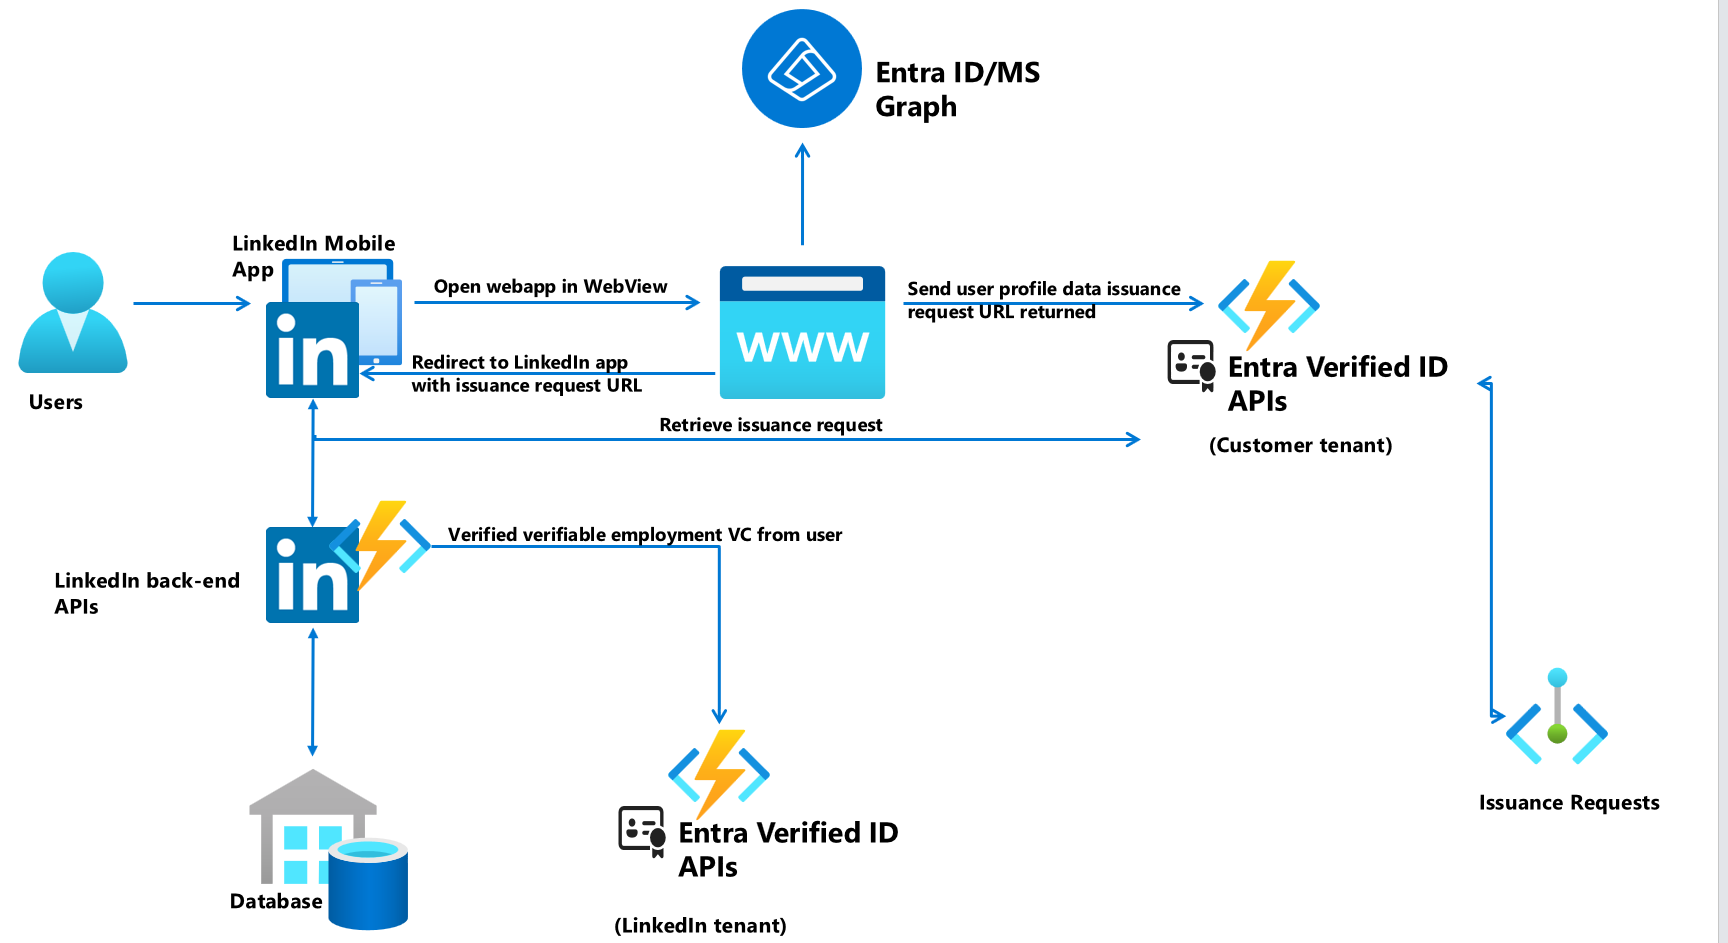 Entra ID/MS
Graph
LinkedIn Mobile
App
Open webapp in WebView
Send user profile data issuance
request URL returned
www
in
Redirect to LinkedIn app
with issuance request URL
Users
Entra Verified ID
APIs
Retrieve issuance request
(Customer tenant)
Verified verifiable employment VC from user
in
LinkedIn back-end
APIs
Issuance Requests
Entra Verified ID
APIs
Database
(LinkedIn tenant)